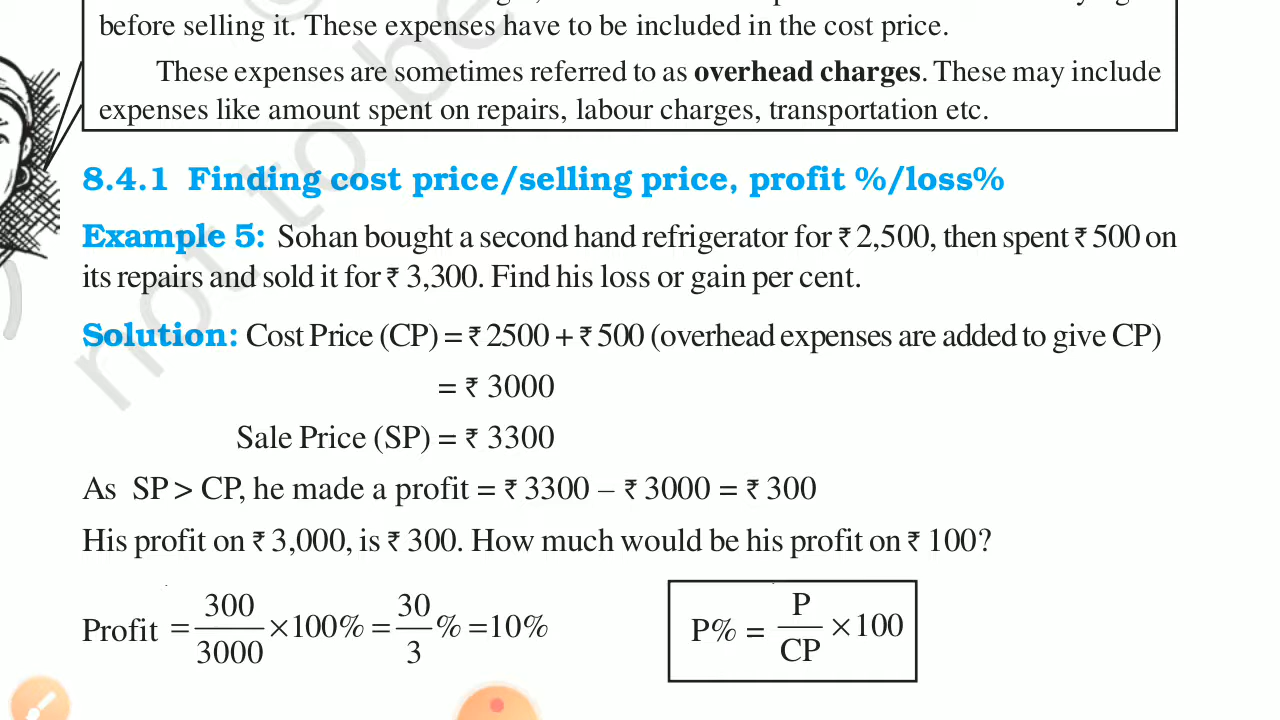 before selling it. These expenses have to be included in the cost price.
These expenses are sometimes referred to as overhead charges. These may include
expenses like amount spent on repairs, labour charges, transportation etc.
8.4.1 Finding cost price/selling price, profit %/loss%
Example 5: Sohan bought a second hand refrigerator for ₹ 2,500, then spent ₹ 500 on
its repairs and sold it for ₹ 3,300. Find his loss or gain per cent.
Solution: Cost Price (CP) = ₹ 2500 + ₹ 500 (overhead expenses are added to give CP)
= ₹ 3000
Sale Price (SP) = ₹ 3300
As SP > CP, he made a profit = ₹ 3300 – ₹ 3000 = ₹ 300
His profit on ₹ 3,000, is ₹ 300. How much would be his profit on ₹ 100?
Profit = 300/3000 × 100% = 30/3 % = 10%
P% = P/CP × 100
not to be